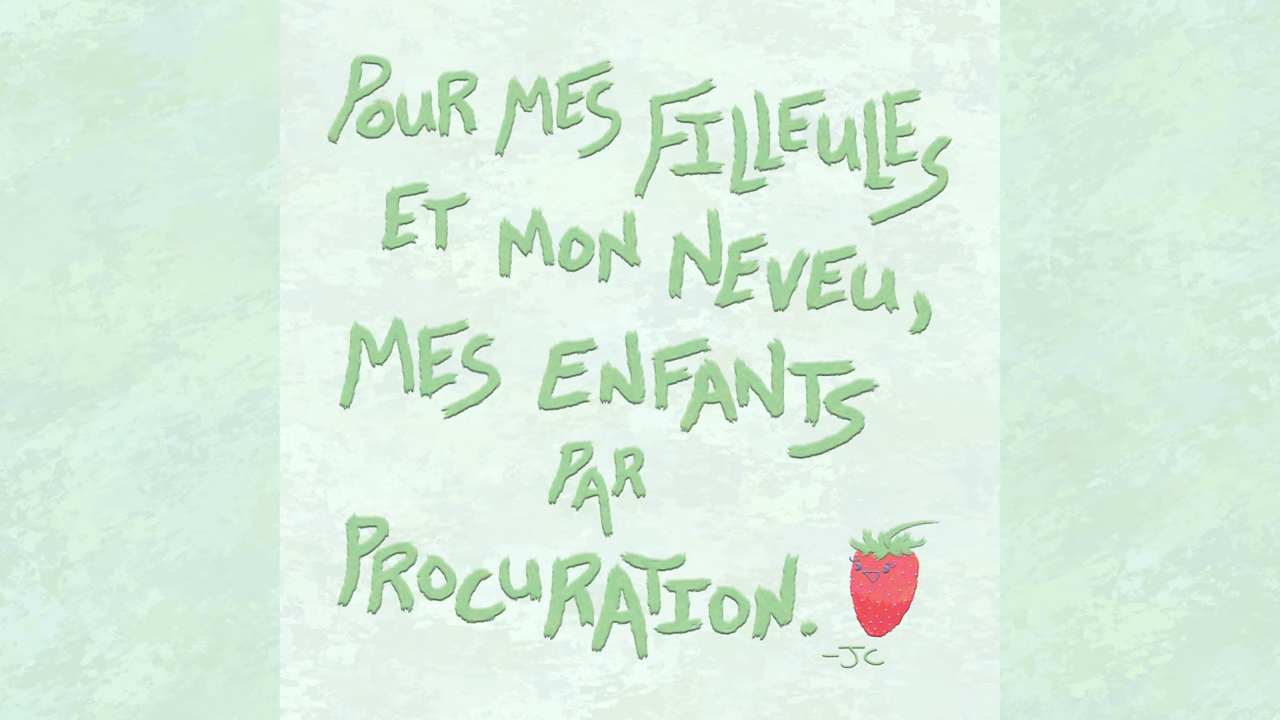 POUR MES FILLEULES
ET MON NEVEU,
MES ENFANTS
PAR
PROCURATION.
-JC